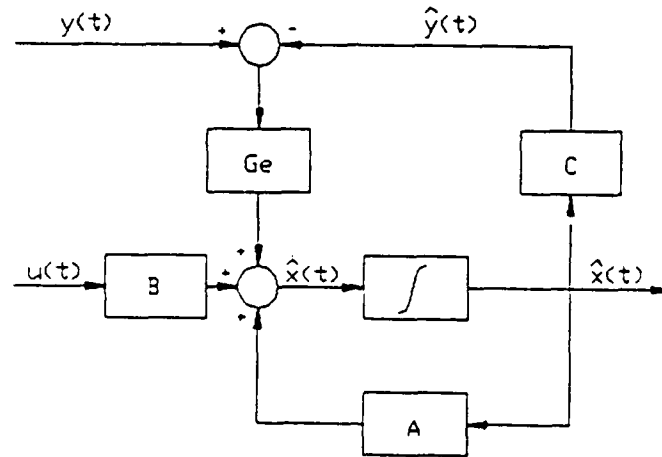 y(t)
+
-
ŷ(t)
Ge
C
+
u(t)
B
+
x̂(t)
∫
x̂(t)
+
A